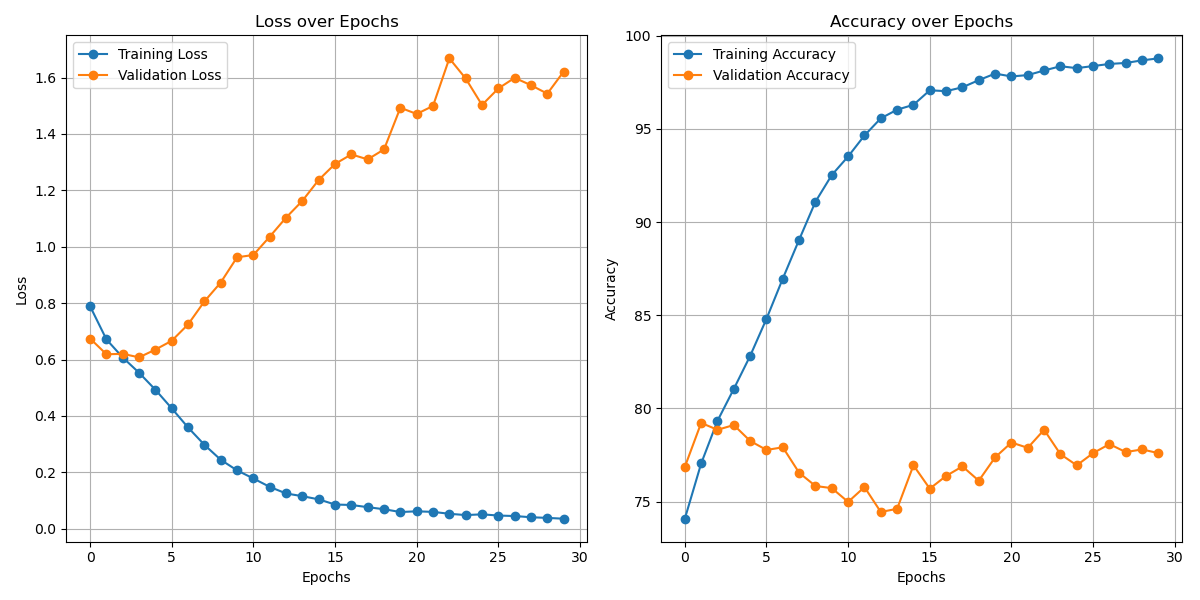 Loss over Epochs
Training Loss
Validation Loss
1.6
1.4
1.2
1.0
0.8
0.6
0.4
0.2
0.0
Loss
0 5 10 15 20 25 30
Epochs
Accuracy over Epochs
Training Accuracy
Validation Accuracy
100
95
90
85
80
75
Accuracy
0 5 10 15 20 25 30
Epochs